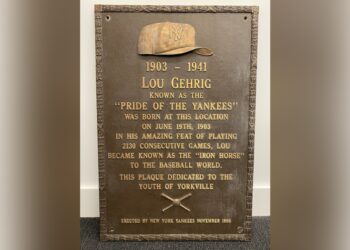 NY
1903 - 1941
LOU GEHRIG
KNOWN AS THE
"PRIDE OF THE YANKEES"
WAS BORN AT THIS LOCATION
ON JUNE 19TH, 1903
IN HIS AMAZING FEAT OF PLAYING
2130 CONSECUTIVE GAMES, LOU
BECAME KNOWN AS THE "IRON HORSE"
TO THE BASEBALL WORLD.
THIS PLAQUE DEDICATED TO THE
YOUTH OF YORKVILLE
ERECTED BY NEW YORK YANKEES NOVEMBER